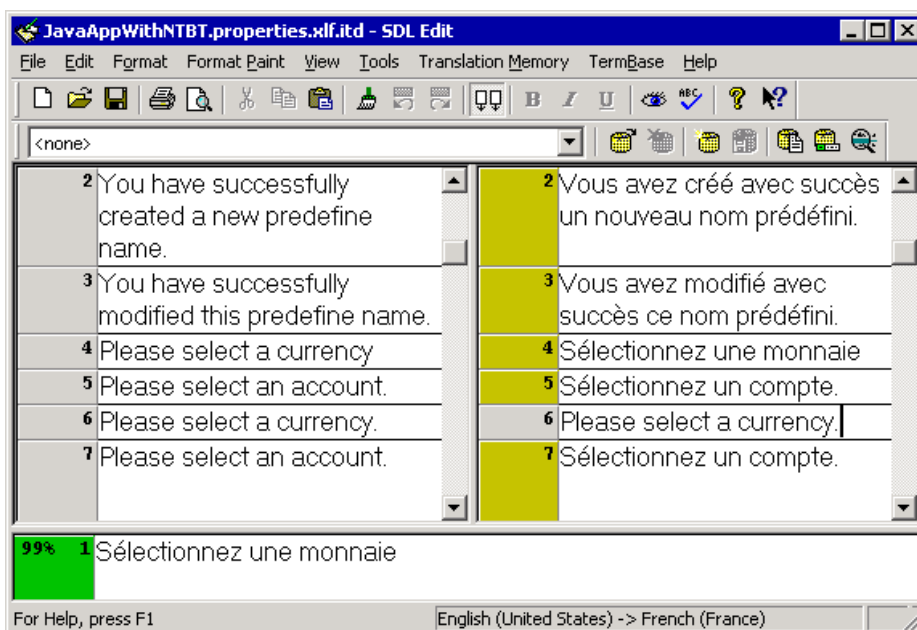 JavaAppWithNTBT.properties.xlf.itd - SDL Edit
File Edit Format Format Paint View Tools Translation Memory TermBase Help
B I U ABC ? ?
<none>
2 You have successfully
created a new predefine
name.
3 You have successfully
modified this predefine name.
4 Please select a currency
5 Please select an account.
6 Please select a currency.
7 Please select an account.
2 Vous avez créé avec succès
un nouveau nom prédéfini.
3 Vous avez modifié avec
succès ce nom prédéfini.
4 Sélectionnez une monnaie
5 Sélectionnez un compte.
6 Please select a currency.
7 Sélectionnez un compte.
99% 1 Sélectionnez une monnaie
For Help, press F1 English (United States) -> French (France)